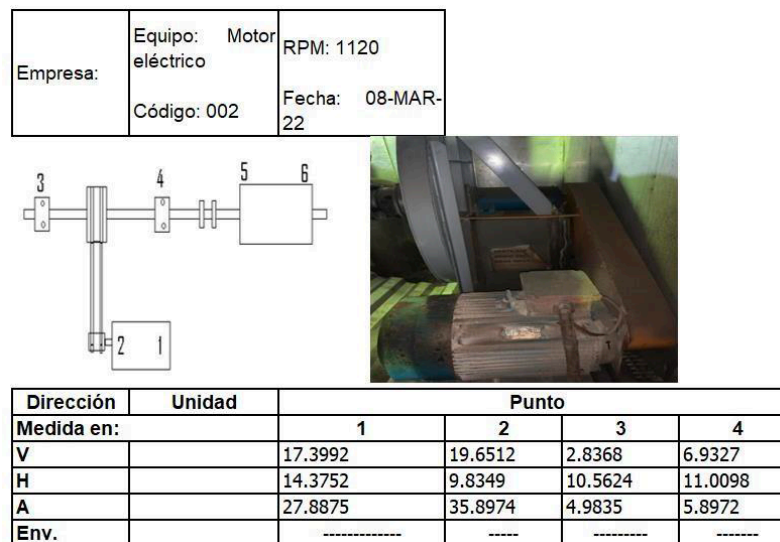 Empresa:
Equipo: Motor
eléctrico
Código: 002
RPM: 1120
Fecha: 08-MAR-
22
3
4
5 6
2 1
Dirección Unidad Punto
Medida en: 1 2 3 4
V 17.3992 19.6512 2.8368 6.9327
H 14.3752 9.8349 10.5624 11.0098
A 27.8875 35.8974 4.9835 5.8972
Env. ------------- ----- --------- -------